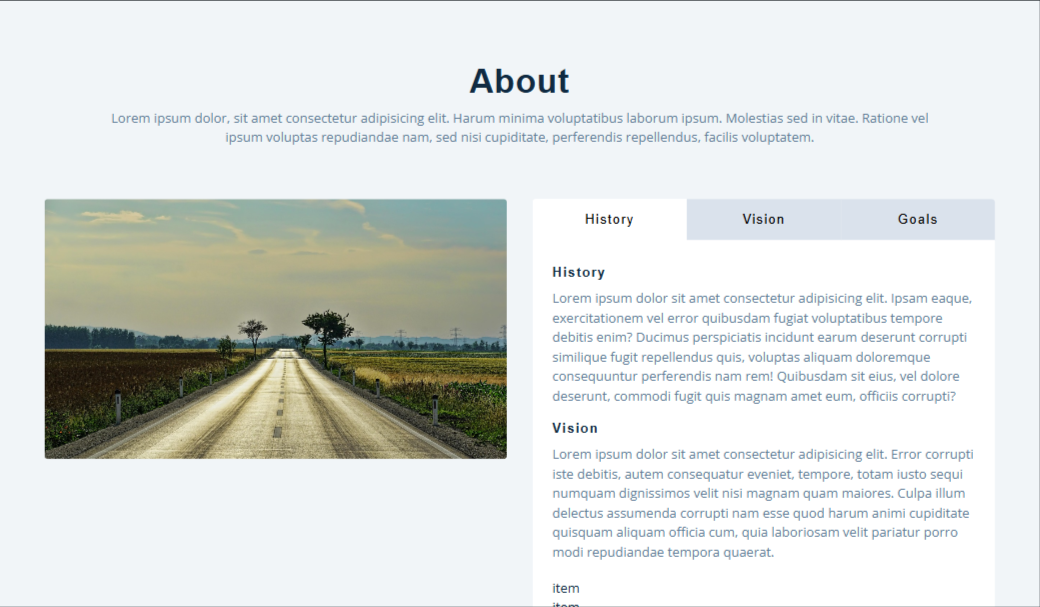 About
Lorem ipsum dolor, sit amet consectetur adipisicing elit. Harum minima voluptatibus laborum ipsum. Molestias sed in vitae. Ratione vel
ipsum voluptas repudiandae nam, sed nisi cupiditate, perferendis repellendus, facilis voluptatem.
History
Vision
Goals
History
Lorem ipsum dolor sit amet consectetur adipisicing elit. Ipsam eaque,
exercitationem vel error quibusdam fugiat voluptatibus tempore
debitis enim? Ducimus perspiciatis incidunt earum deserunt corrupti
similique fugit repellendus quis, voluptas aliquam doloremque
consequuntur perferendis nam rem! Quibusdam sit eius, vel dolore
deserunt, commodi fugit quis magnam amet eum, officiis corrupti?
Vision
Lorem ipsum dolor sit amet consectetur adipisicing elit. Error corrupti
iste debitis, autem consequatur eveniet, tempore, totam iusto sequi
numquam dignissimos velit nisi magnam quam maiores. Culpa illum
delectus assumenda corrupti nam esse quod harum animi cupiditate
quisquam aliquam officia cum, quia laboriosam velit pariatur porro
modi repudiandae tempora quaerat.
item
item